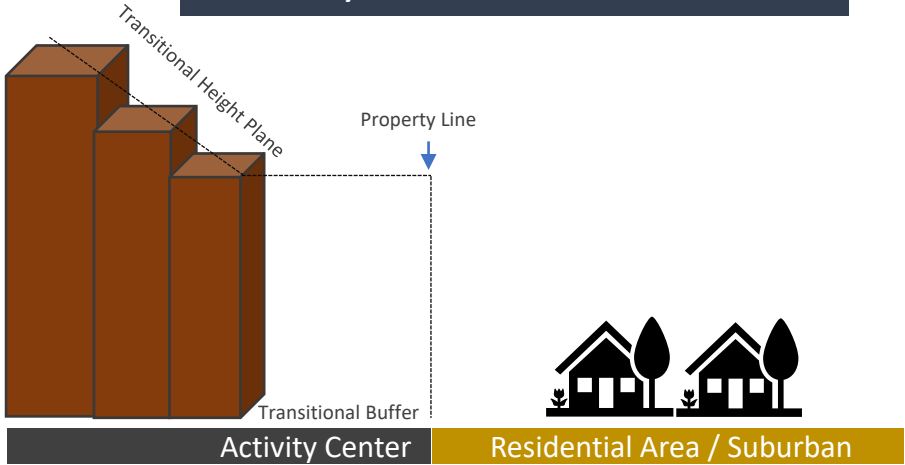 Transitional Height Plane
Property Line
Transitional Buffer
Activity Center
Residential Area / Suburban